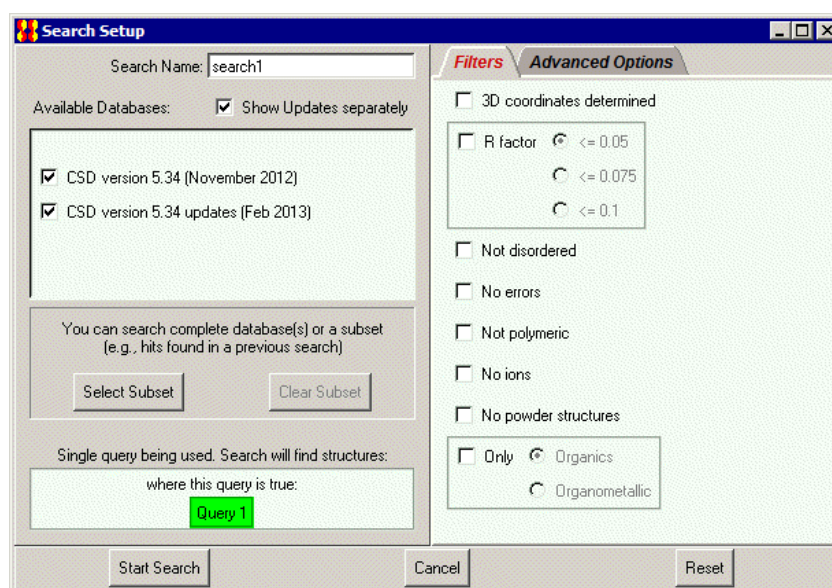 Search Setup
Search Name: search1
Available Databases: Show Updates separately
CSD version 5.34 (November 2012)
CSD version 5.34 updates (Feb 2013)
You can search complete database(s) or a subset
(e.g., hits found in a previous search)
Select Subset Clear Subset
Single query being used. Search will find structures:
where this query is true:
Query 1
Filters Advanced Options
3D coordinates determined
R factor <= 0.05
<= 0.075
<= 0.1
Not disordered
No errors
Not polymeric
No ions
No powder structures
Only Organics
Organometallic
Start Search Cancel Reset